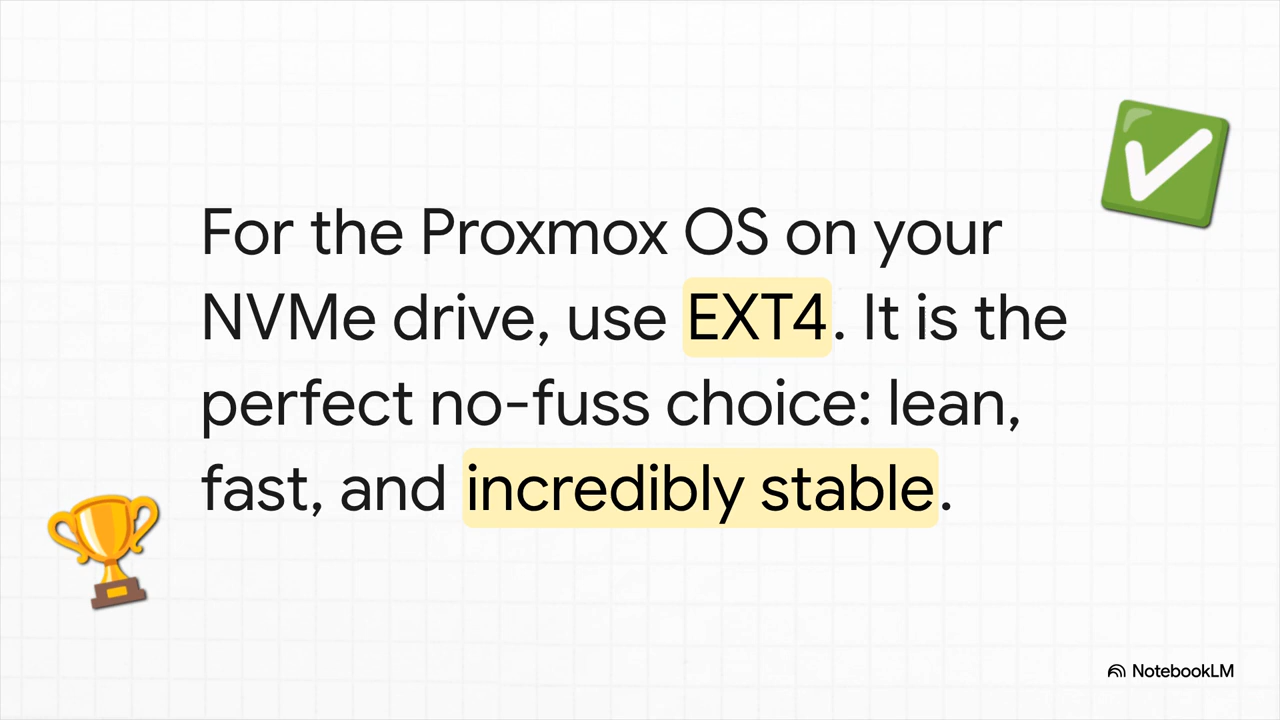 For the Proxmox OS on your
NVMe drive, use EXT4. It is the
perfect no-fuss choice: lean,
fast, and incredibly stable.
NotebookLM